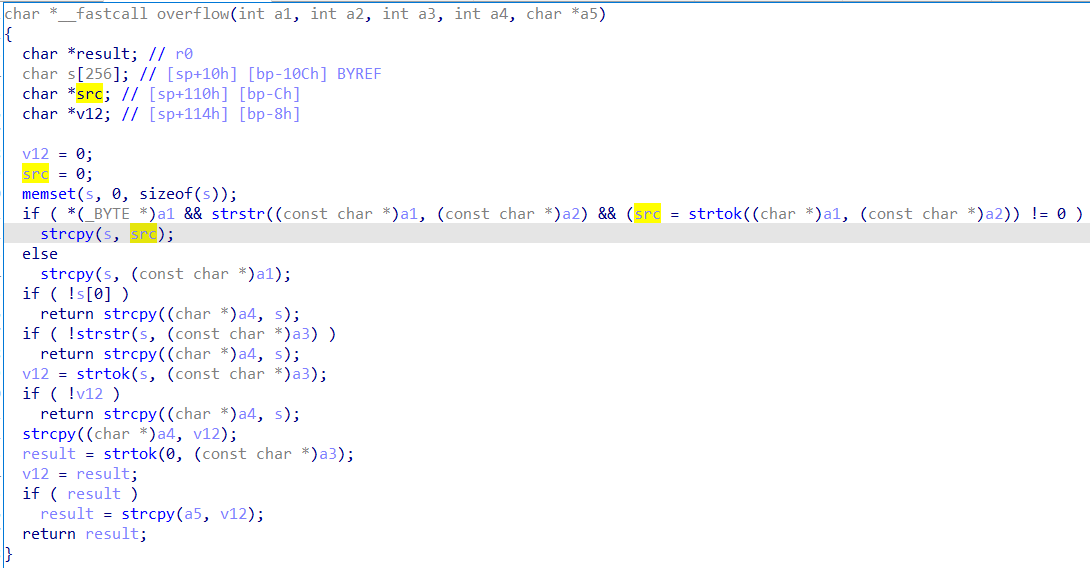 char *__fastcall overflow(int a1, int a2, int a3, int a4, char *a5)
{
  char *result; // r0
  char s[256]; // [sp+10h] [bp-10Ch] BYREF
  char *src; // [sp+110h] [bp-Ch]
  char *v12; // [sp+114h] [bp-8h]

  v12 = 0;
  src = 0;
  memset(s, 0, sizeof(s));
  if ( *(_BYTE *)a1 && strstr((const char *)a1, (const char *)a2) && (src = strtok((char *)a1, (const char *)a2)) != 0 )
    strcpy(s, src);
  else
    strcpy(s, (const char *)a1);
  if ( !s[0] )
    return strcpy((char *)a4, s);
  if ( !strstr(s, (const char *)a3) )
    return strcpy((char *)a4, s);
  v12 = strtok(s, (const char *)a3);
  if ( !v12 )
    return strcpy((char *)a4, s);
  strcpy((char *)a4, v12);
  result = strtok(0, (const char *)a3);
  v12 = result;
  if ( result )
    result = strcpy(a5, v12);
  return result;
}